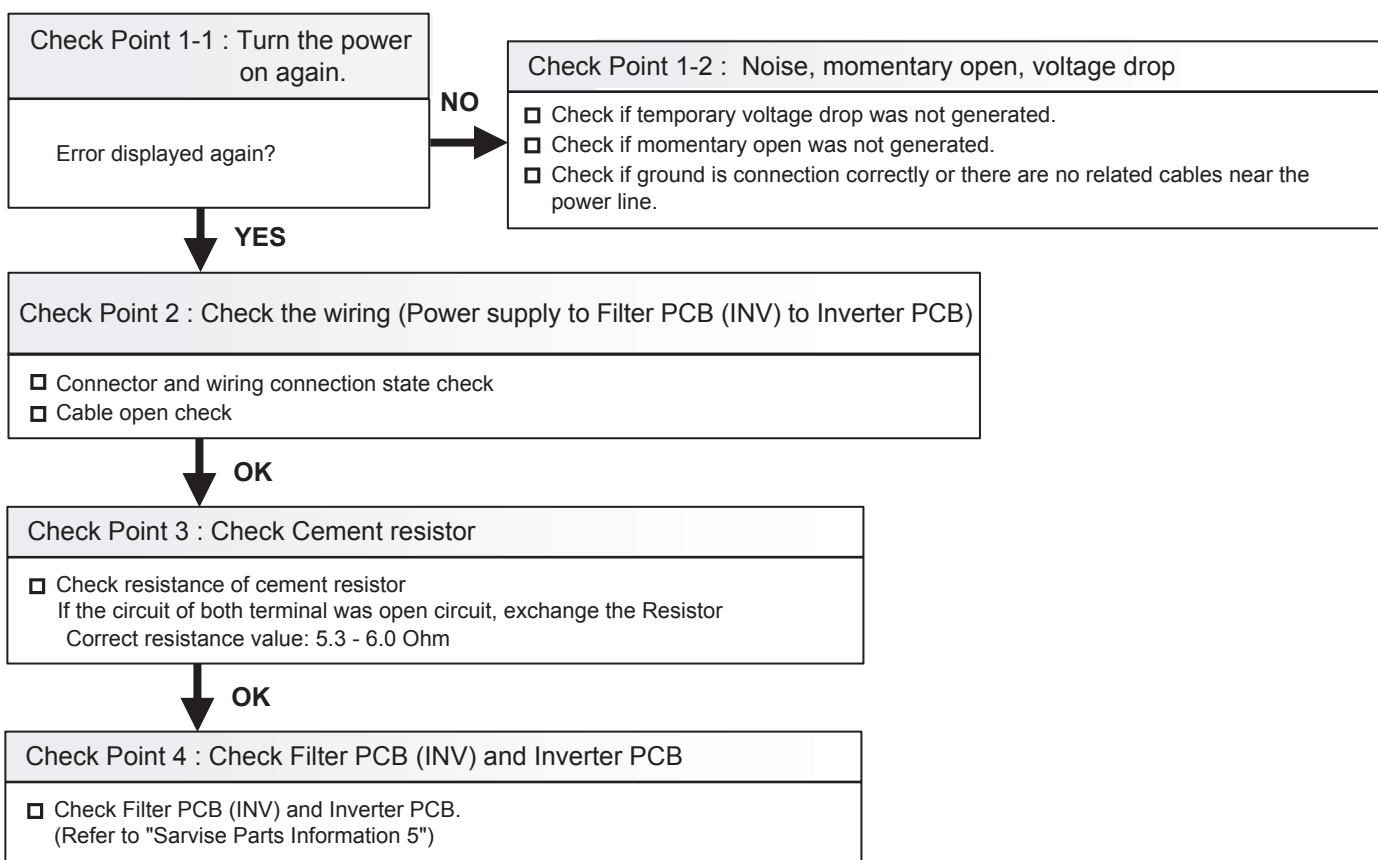 Check Point 1-1 : Turn the power
on again.
Error displayed again?
NO
Check Point 1-2 : Noise, momentary open, voltage drop
Check if temporary voltage drop was not generated.
Check if momentary open was not generated.
Check if ground is connection correctly or there are no related cables near the
power line.
YES
Check Point 2 : Check the wiring (Power supply to Filter PCB (INV) to Inverter PCB)
Connector and wiring connection state check
Cable open check
OK
Check Point 3 : Check Cement resistor
Check resistance of cement resistor
If the circuit of both terminal was open circuit, exchange the Resistor
Correct resistance value: 5.3 - 6.0 Ohm
OK
Check Point 4 : Check Filter PCB (INV) and Inverter PCB
Check Filter PCB (INV) and Inverter PCB.
(Refer to "Sarvise Parts Information 5")